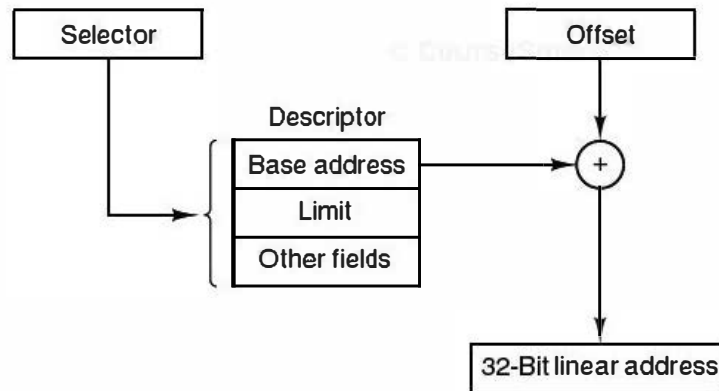 Selector
Offset
Descriptor
Base address
+
Limit
Other fields
32-Bit linear address